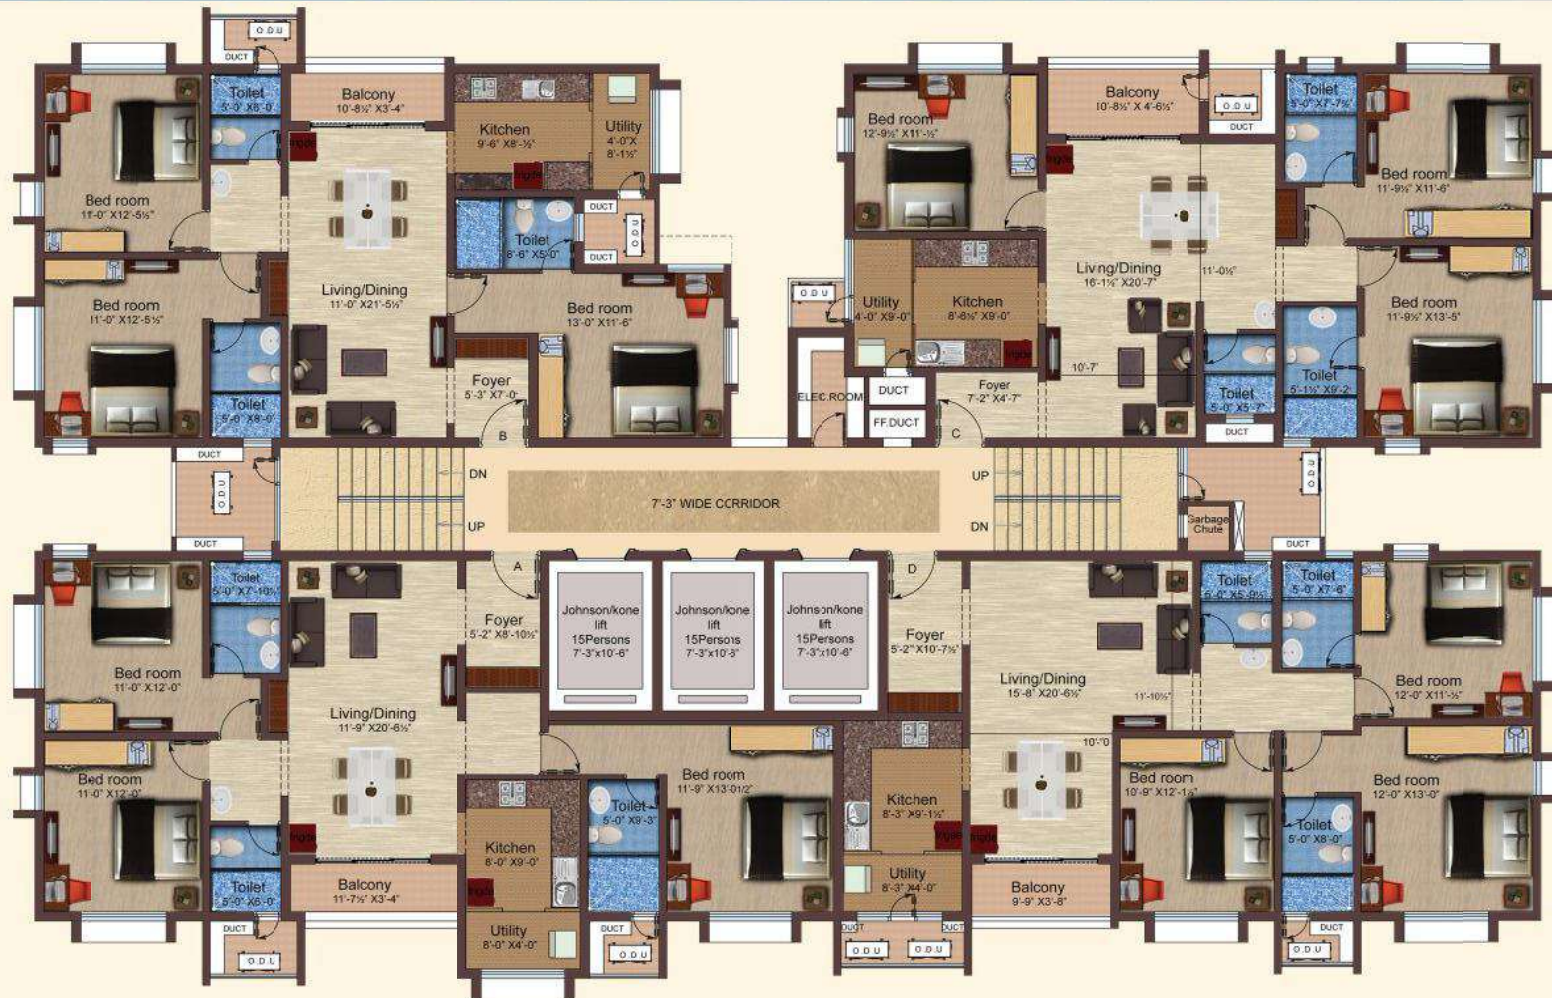 O.D.U
DUCT
Toilet
5'-0" X6'-0
Balcony
10'-8½" X3'-4"
Kitchen
9'-6" X8'-½"
Utility
4'-0"X
8'-1½"
Bed room
11'-0" X12'-5½"
DUCT
O.D.U
DUCT
Toilet
8'-6" X5'-0"
Living/Dining
11'-0" X21'-5½"
Bed room
11'-0" X12'-5½"
Bed room
13'-0" X11'-6"
Foyer
5'-3" X7'-0"
Toilet
5'-0" X8'-0"
B
Bed room
12'-9½" X11'-½"
Balcony
10'-8½" X 4'-6½"
O.D.U
DUCT
Toilet
5'-0" X7'-7½"
Bed room
11'-9½" X11'-6"
Living/Dining
16'-1½" X20'-7"
11'-0½"
O.D.U
Utility
4'-0" X9'-0"
Kitchen
8'-6½" X9'-0"
Bed room
11'-9½" X13'-5"
10'-7"
Foyer
7'-2" X4'-7"
Toilet
5'-0" X5'-7"
Toilet
5'-1½" X9'-2"
DUCT
ELEC.ROOM
DUCT
FF.DUCT
C
DUCT
O.D.U
DUCT
DN
UP
7'-3" WIDE CORRIDOR
UP
DN
O.D.U
Garbage
Chute
DUCT
A
D
Toilet
5'-0" X7'-10½"
Bed room
11'-0" X12'-0"
Foyer
5'-2" X8'-10½"
Johnson/kone
lift
15Persons
7'-3"x10'-6"
Johnson/kone
lift
15Persons
Johnson/kone
lift
15Persons
7'-3"x10'-6"
Foyer
5'-2" X10'-7½"
Living/Dining
15'-8" X20'-6½"
11'-10½"
10'-"0
Toilet
5'-0" X5'-9½"
Toilet
5'-0" X7'-6"
Bed room
12'-0" X11'-½"
Living/Dining
11'-9" X20'-6½"
Bed room
11'-0" X12'-0"
Bed room
11'-9" X13'-01/2"
Toilet
5'-0" X9'-3"
Kitchen
8'-0" X9'-0"
Kitchen
8'-3" X9'-1½"
Bed room
10'-9" X12'-1½"
Bed room
12'-0" X13'-0"
Toilet
5'-0" X8'-0"
Toilet
5'-0" X6'-0"
Balcony
11'-7½" X3'-4"
Utility
8'-0" X4'-0"
Utility
8'-3" X4'-0"
Balcony
9'-9" X3'-8"
DUCT
DUCT
O.D.U
DUCT
O.D.U
O.D.U
DUCT
DUCT
O.D.U